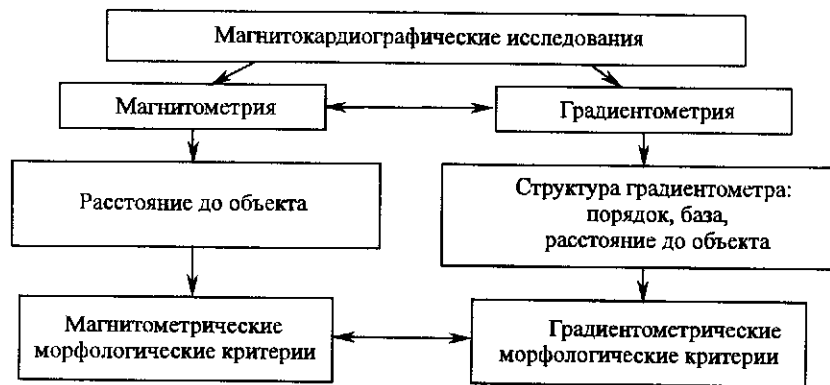 Магнитокардиографические исследования
Магнитометрия
Градиентометрия
Расстояние до объекта
Структура градиентометра:
порядок, база,
расстояние до объекта
Магнитометрические
морфологические критерии
Градиентометрические
морфологические критерии